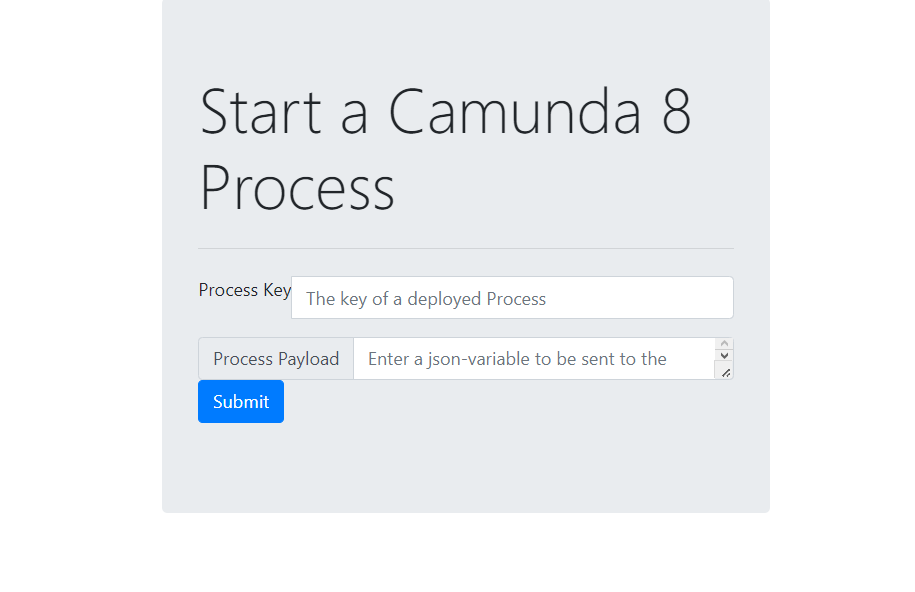 Start a Camunda 8
Process
Process Key The key of a deployed Process
Process Payload Enter a json-variable to be sent to the
Submit